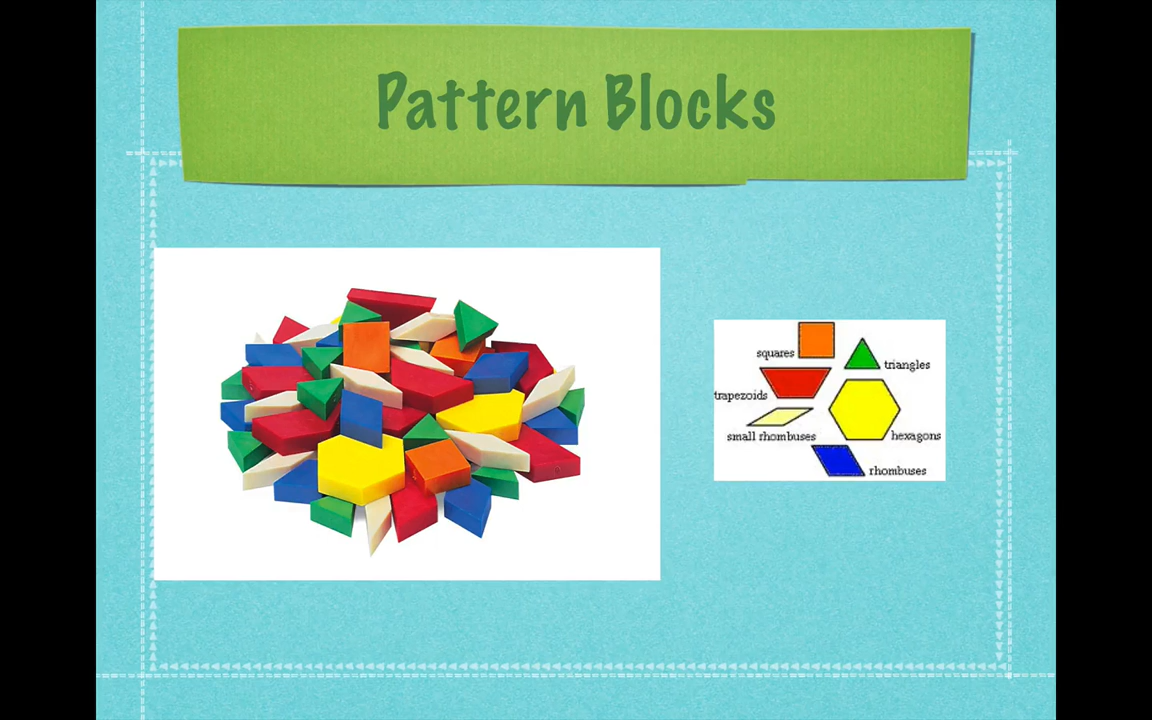 Pattern Blocks
squares
triangles
trapezoids
small rhombuses
hexagons
rhombuses